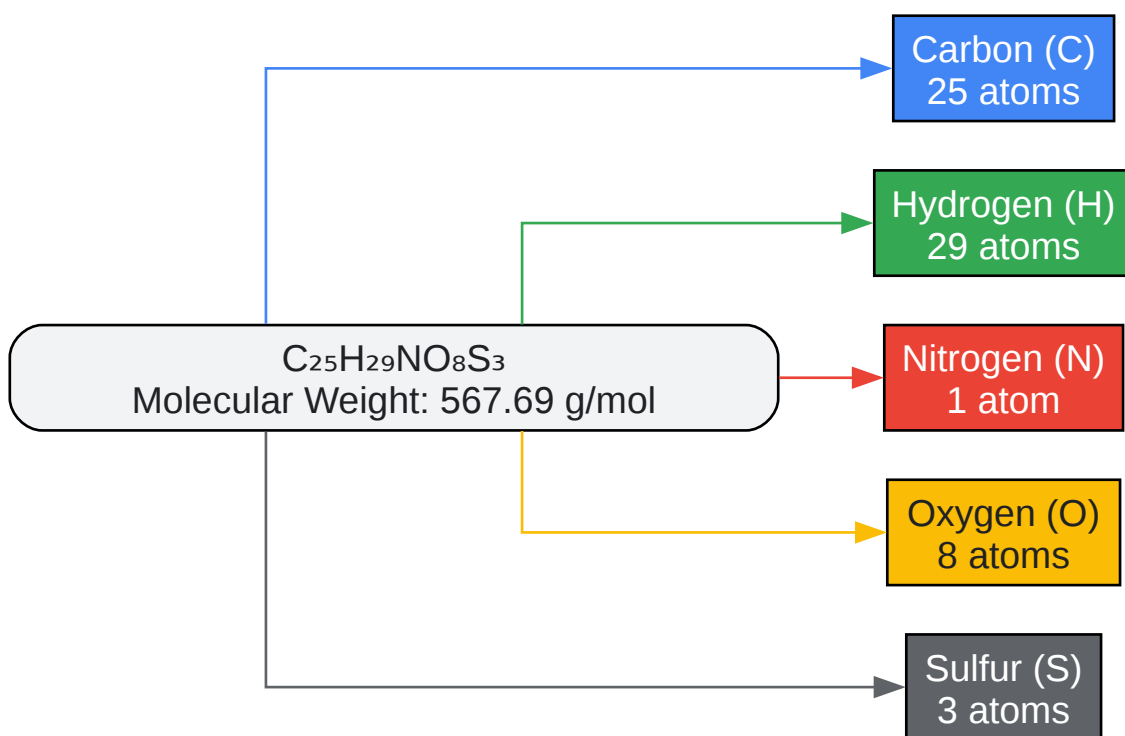 Carbon (C)
25 atoms
Hydrogen (H)
29 atoms
C₂₅H₂₉NO₈S₃
Molecular Weight: 567.69 g/mol
Nitrogen (N)
1 atom
Oxygen (O)
8 atoms
Sulfur (S)
3 atoms